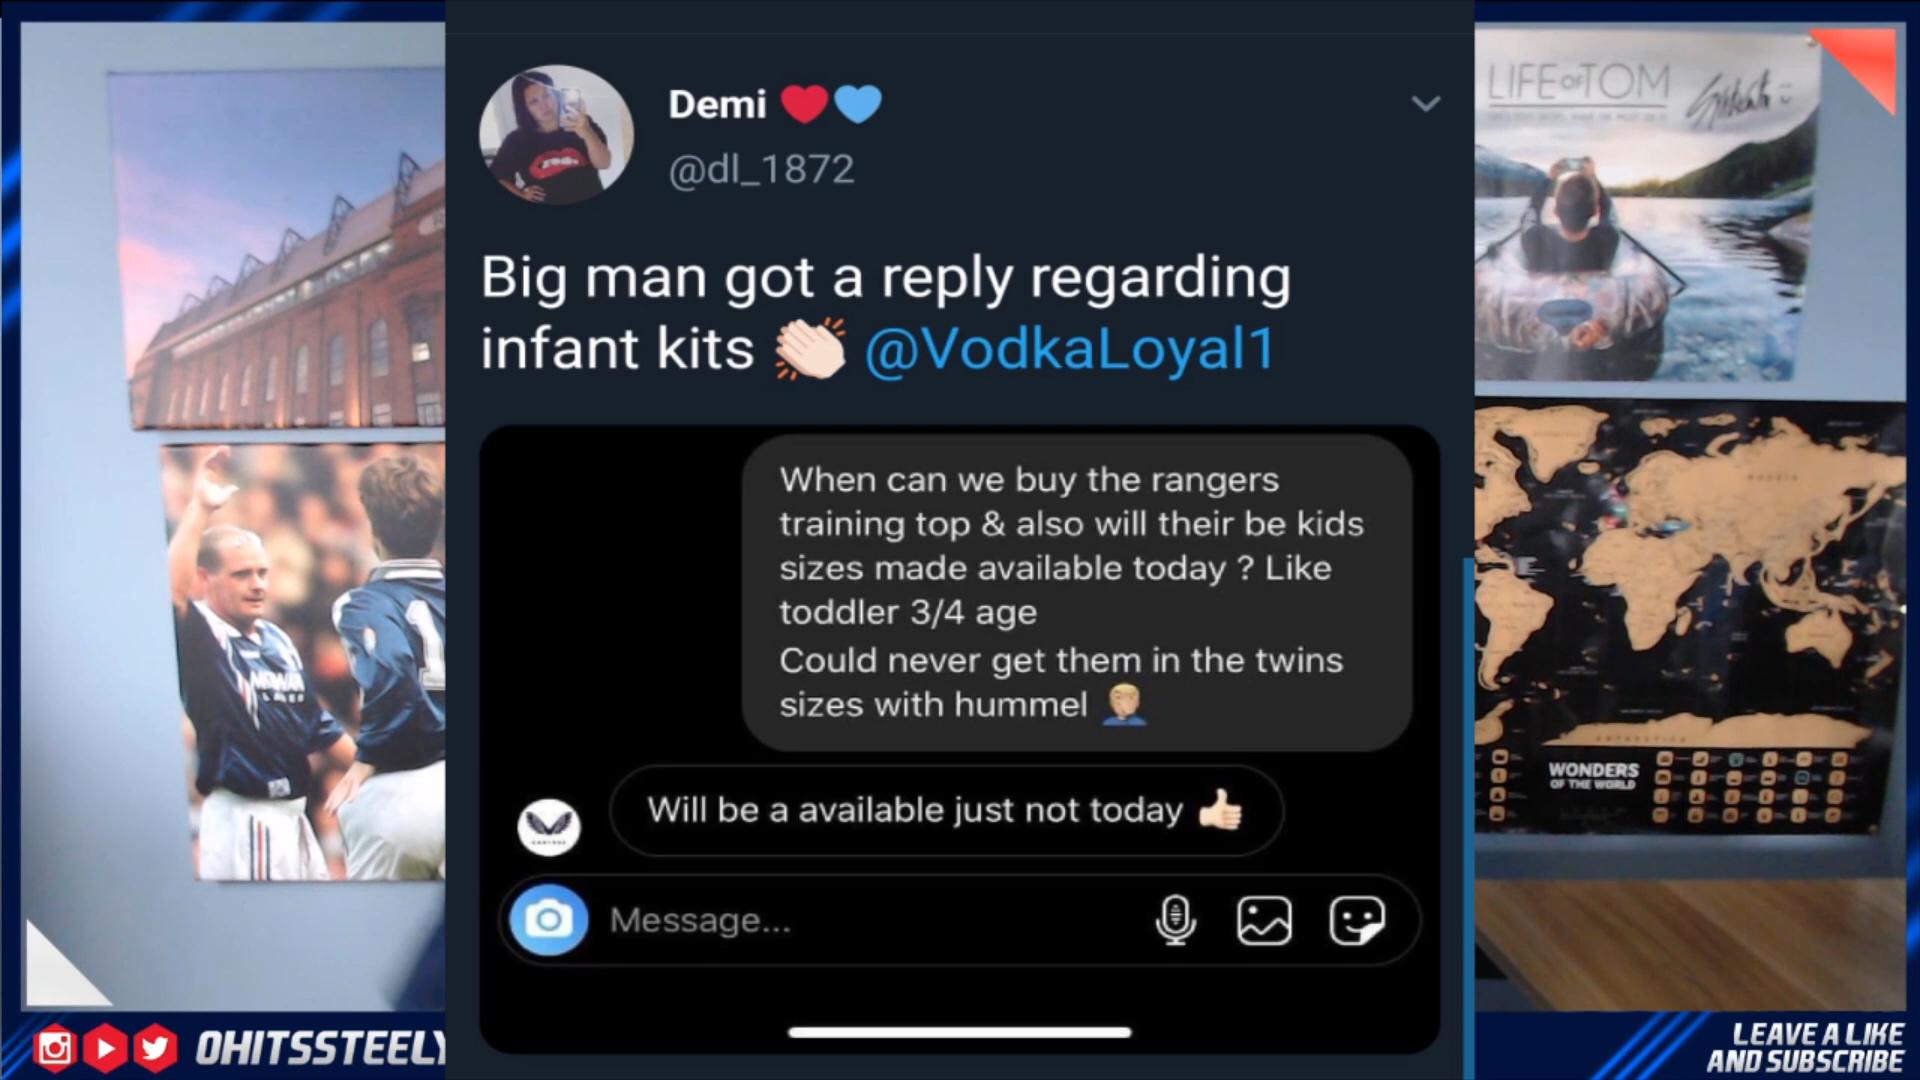 Demi ❤️💙
@dl_1872
Big man got a reply regarding
infant kits 👏🏻 @VodkaLoyal1
When can we buy the rangers
training top & also will their be kids
sizes made available today ? Like
toddler 3/4 age
Could never get them in the twins
sizes with hummel 🤦🏼‍♂️
Will be a available just not today 👍🏻
Message...
LIFE OF TOM
WONDERS
OF THE WORLD
OHITSSTEELY
LEAVE A LIKE
AND SUBSCRIBE